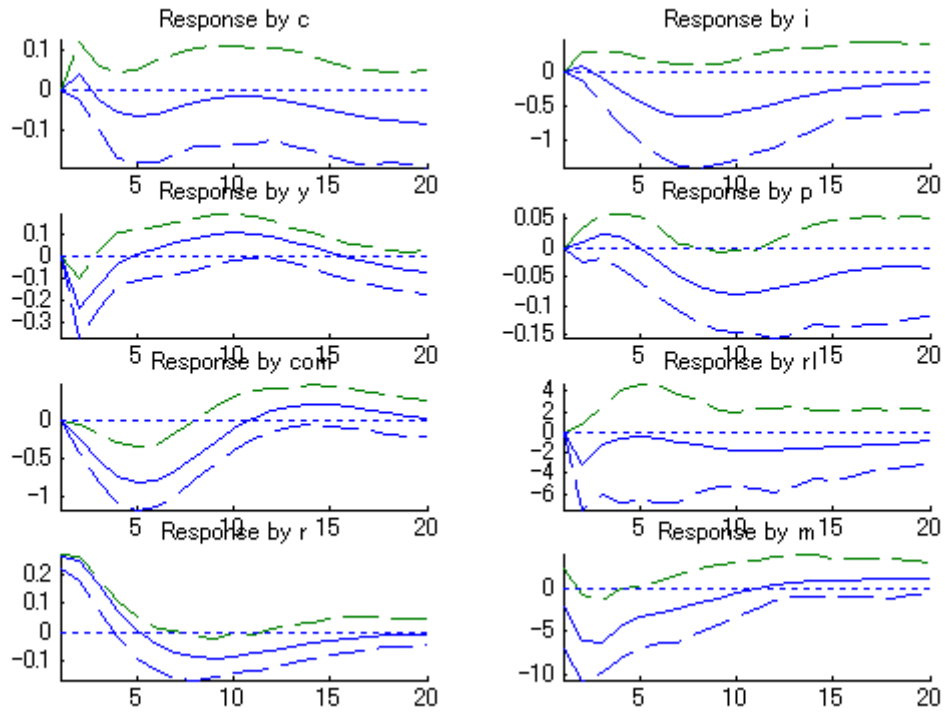 Response by c
0.1
0
−0.1
5 10 15 20
Response by i
0
−0.5
−1
5 10 15 20
Response by y
0.1
0
−0.1
−0.2
−0.3
5 10 15 20
Response by p
0.05
0
−0.05
−0.1
−0.15
5 10 15 20
Response by com
0
−0.5
−1
5 10 15 20
Response by rl
4
2
0
−2
−4
−6
5 10 15 20
Response by r
0.2
0.1
0
−0.1
5 10 15 20
Response by m
0
−5
−10
5 10 15 20